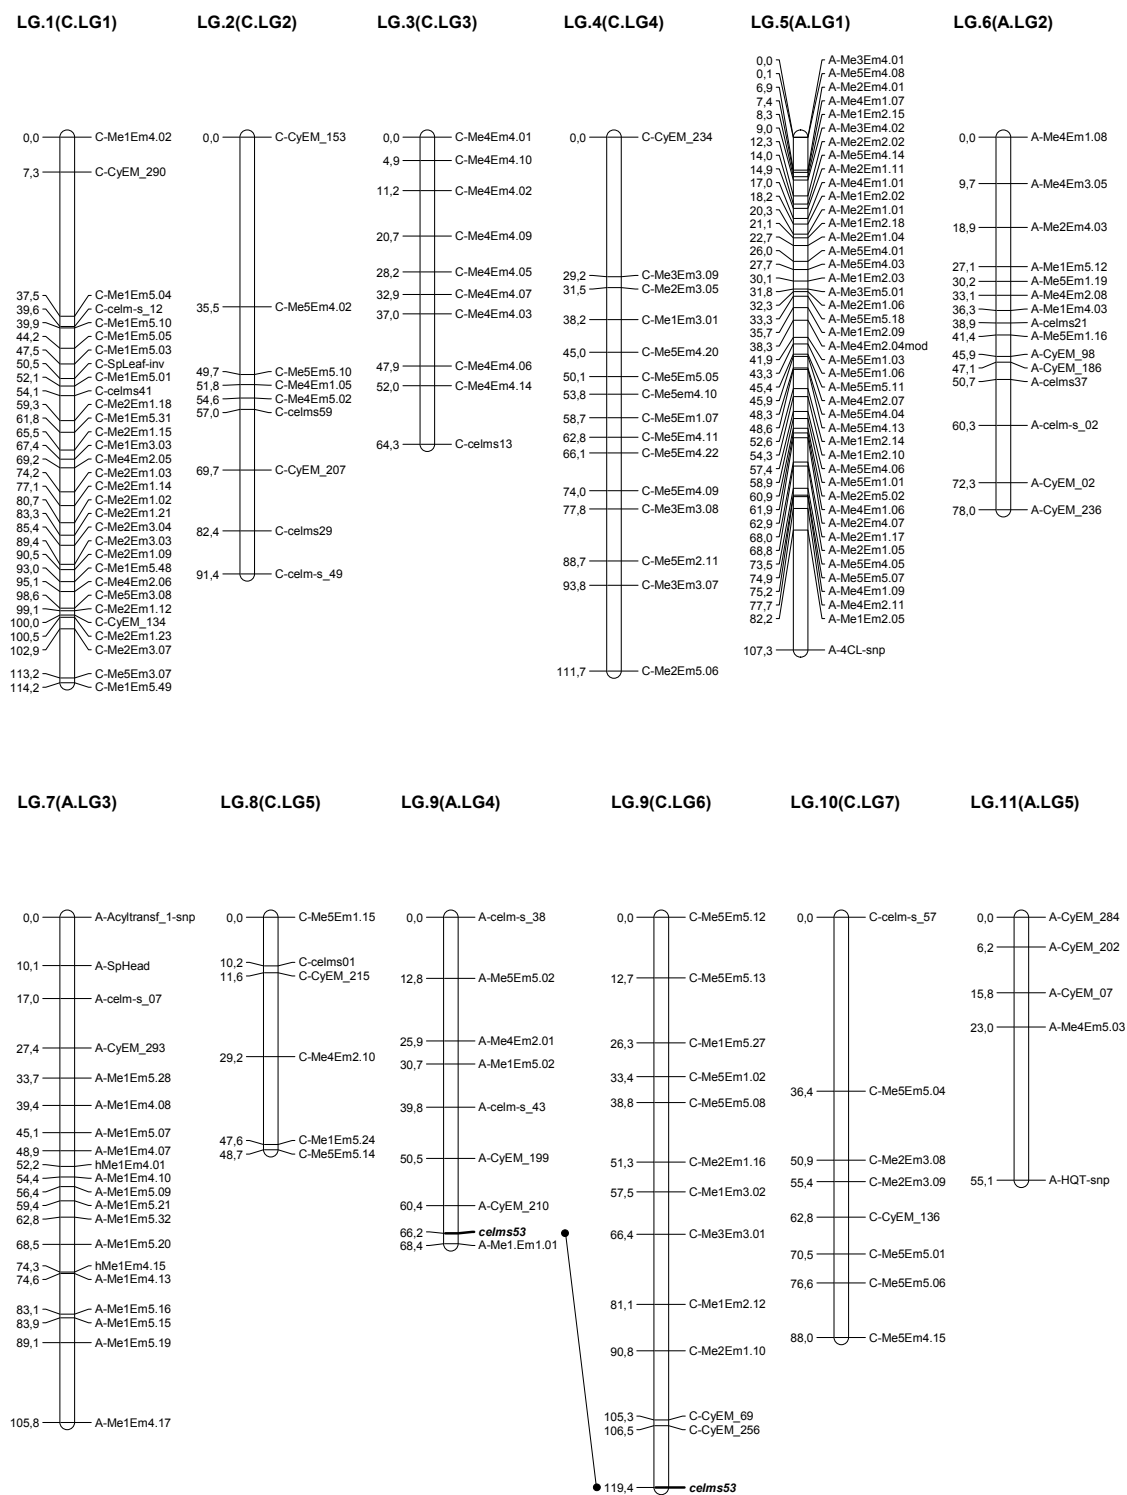 LG.1(C.LG1)
0,0 C-Me1Em4.02
7,3 C-CyEM_290
37,5 C-Me1Em5.04
39,6 C-celm-s_12
39,9 C-Me1Em5.10
44,2 C-Me1Em5.05
47,5 C-Me1Em5.03
50,5 C-SpLeaf-inv
52,1 C-Me1Em5.01
54,1 C-celms41
59,3 C-Me2Em1.18
61,8 C-Me1Em5.31
65,5 C-Me2Em1.15
67,4 C-Me1Em3.03
69,2 C-Me4Em2.05
74,2 C-Me2Em1.03
77,1 C-Me2Em1.14
80,7 C-Me2Em1.02
83,3 C-Me2Em1.21
85,4 C-Me2Em3.04
89,4 C-Me2Em3.03
90,5 C-Me2Em1.09
93,0 C-Me1Em5.48
95,1 C-Me4Em2.06
98,6 C-Me5Em3.08
99,1 C-Me2Em1.12
100,0 C-CyEM_134
100,5 C-Me2Em1.23
102,9 C-Me2Em3.07
113,2 C-Me5Em3.07
114,2 C-Me1Em5.49
LG.2(C.LG2)
0,0 C-CyEM_153
35,5 C-Me5Em4.02
49,7 C-Me5Em5.10
51,8 C-Me4Em1.05
54,6 C-Me4Em5.02
57,0 C-celms59
69,7 C-CyEM_207
82,4 C-celms29
91,4 C-celm-s_49
LG.3(C.LG3)
0,0 C-Me4Em4.01
4,9 C-Me4Em4.10
11,2 C-Me4Em4.02
20,7 C-Me4Em4.09
28,2 C-Me4Em4.05
32,9 C-Me4Em4.07
37,0 C-Me4Em4.03
47,9 C-Me4Em4.06
52,0 C-Me4Em4.14
64,3 C-celms13
LG.4(C.LG4)
0,0 C-CyEM_234
29,2 C-Me3Em3.09
31,5 C-Me2Em3.05
38,2 C-Me1Em3.01
45,0 C-Me5Em4.20
50,1 C-Me5Em5.05
53,8 C-Me5em4.10
58,7 C-Me5Em1.07
62,8 C-Me5Em4.11
66,1 C-Me5Em4.22
74,0 C-Me5Em4.09
77,8 C-Me3Em3.08
88,7 C-Me5Em2.11
93,8 C-Me3Em3.07
111,7 C-Me2Em5.06
LG.5(A.LG1)
0,0 A-Me3Em4.01
0,1 A-Me5Em4.08
6,9 A-Me2Em4.01
7,4 A-Me4Em1.07
8,3 A-Me1Em2.15
9,0 A-Me3Em4.02
12,3 A-Me2Em2.02
14,0 A-Me5Em4.14
14,9 A-Me2Em1.11
17,0 A-Me4Em1.01
18,2 A-Me1Em2.02
20,3 A-Me2Em1.01
21,1 A-Me1Em2.18
22,7 A-Me2Em1.04
26,0 A-Me5Em4.01
27,7 A-Me5Em4.03
30,1 A-Me1Em2.03
31,8 A-Me3Em5.01
32,3 A-Me2Em1.06
33,3 A-Me5Em5.18
35,7 A-Me1Em2.09
38,3 A-Me4Em2.04mod
41,9 A-Me5Em1.03
43,3 A-Me5Em1.06
45,4 A-Me5Em5.11
45,9 A-Me4Em2.07
48,3 A-Me5Em4.04
48,6 A-Me5Em4.13
52,6 A-Me1Em2.14
54,3 A-Me1Em2.10
57,4 A-Me5Em4.06
58,9 A-Me5Em1.01
60,9 A-Me2Em5.02
61,9 A-Me4Em1.06
62,9 A-Me2Em4.07
68,0 A-Me2Em1.17
68,8 A-Me2Em1.05
73,5 A-Me5Em4.05
74,9 A-Me5Em5.07
75,2 A-Me4Em1.09
77,7 A-Me4Em2.11
82,2 A-Me1Em2.05
107,3 A-4CL-snp
LG.6(A.LG2)
0,0 A-Me4Em1.08
9,7 A-Me4Em3.05
18,9 A-Me2Em4.03
27,1 A-Me1Em5.12
30,2 A-Me5Em1.19
33,1 A-Me4Em2.08
36,3 A-Me1Em4.03
38,9 A-celms21
41,4 A-Me5Em1.16
45,9 A-CyEM_98
47,1 A-CyEM_186
50,7 A-celms37
60,3 A-celm-s_02
72,3 A-CyEM_02
78,0 A-CyEM_236
LG.7(A.LG3)
0,0 A-Acyltransf_1-snp
10,1 A-SpHead
17,0 A-celm-s_07
27,4 A-CyEM_293
33,7 A-Me1Em5.28
39,4 A-Me1Em4.08
45,1 A-Me1Em5.07
48,9 A-Me1Em4.07
52,2 hMe1Em4.01
54,4 A-Me1Em4.10
56,4 A-Me1Em5.09
59,4 A-Me1Em5.21
62,8 A-Me1Em5.32
68,5 A-Me1Em5.20
74,3 hMe1Em4.15
74,6 A-Me1Em4.13
83,1 A-Me1Em5.16
83,9 A-Me1Em5.15
89,1 A-Me1Em5.19
105,8 A-Me1Em4.17
LG.8(C.LG5)
0,0 C-Me5Em1.15
10,2 C-celms01
11,6 C-CyEM_215
29,2 C-Me4Em2.10
47,6 C-Me1Em5.24
48,7 C-Me5Em5.14
LG.9(A.LG4)
0,0 A-celm-s_38
12,8 A-Me5Em5.02
25,9 A-Me4Em2.01
30,7 A-Me1Em5.02
39,8 A-celm-s_43
50,5 A-CyEM_199
60,4 A-CyEM_210
66,2 celms53
68,4 A-Me1.Em1.01
LG.9(C.LG6)
0,0 C-Me5Em5.12
12,7 C-Me5Em5.13
26,3 C-Me1Em5.27
33,4 C-Me5Em1.02
38,8 C-Me5Em5.08
51,3 C-Me2Em1.16
57,5 C-Me1Em3.02
66,4 C-Me3Em3.01
81,1 C-Me1Em2.12
90,8 C-Me2Em1.10
105,3 C-CyEM_69
106,5 C-CyEM_256
119,4 celms53
LG.10(C.LG7)
0,0 C-celm-s_57
36,4 C-Me5Em5.04
50,9 C-Me2Em3.08
55,4 C-Me2Em3.09
62,8 C-CyEM_136
70,5 C-Me5Em5.01
76,6 C-Me5Em5.06
88,0 C-Me5Em4.15
LG.11(A.LG5)
0,0 A-CyEM_284
6,2 A-CyEM_202
15,8 A-CyEM_07
23,0 A-Me4Em5.03
55,1 A-HQT-snp